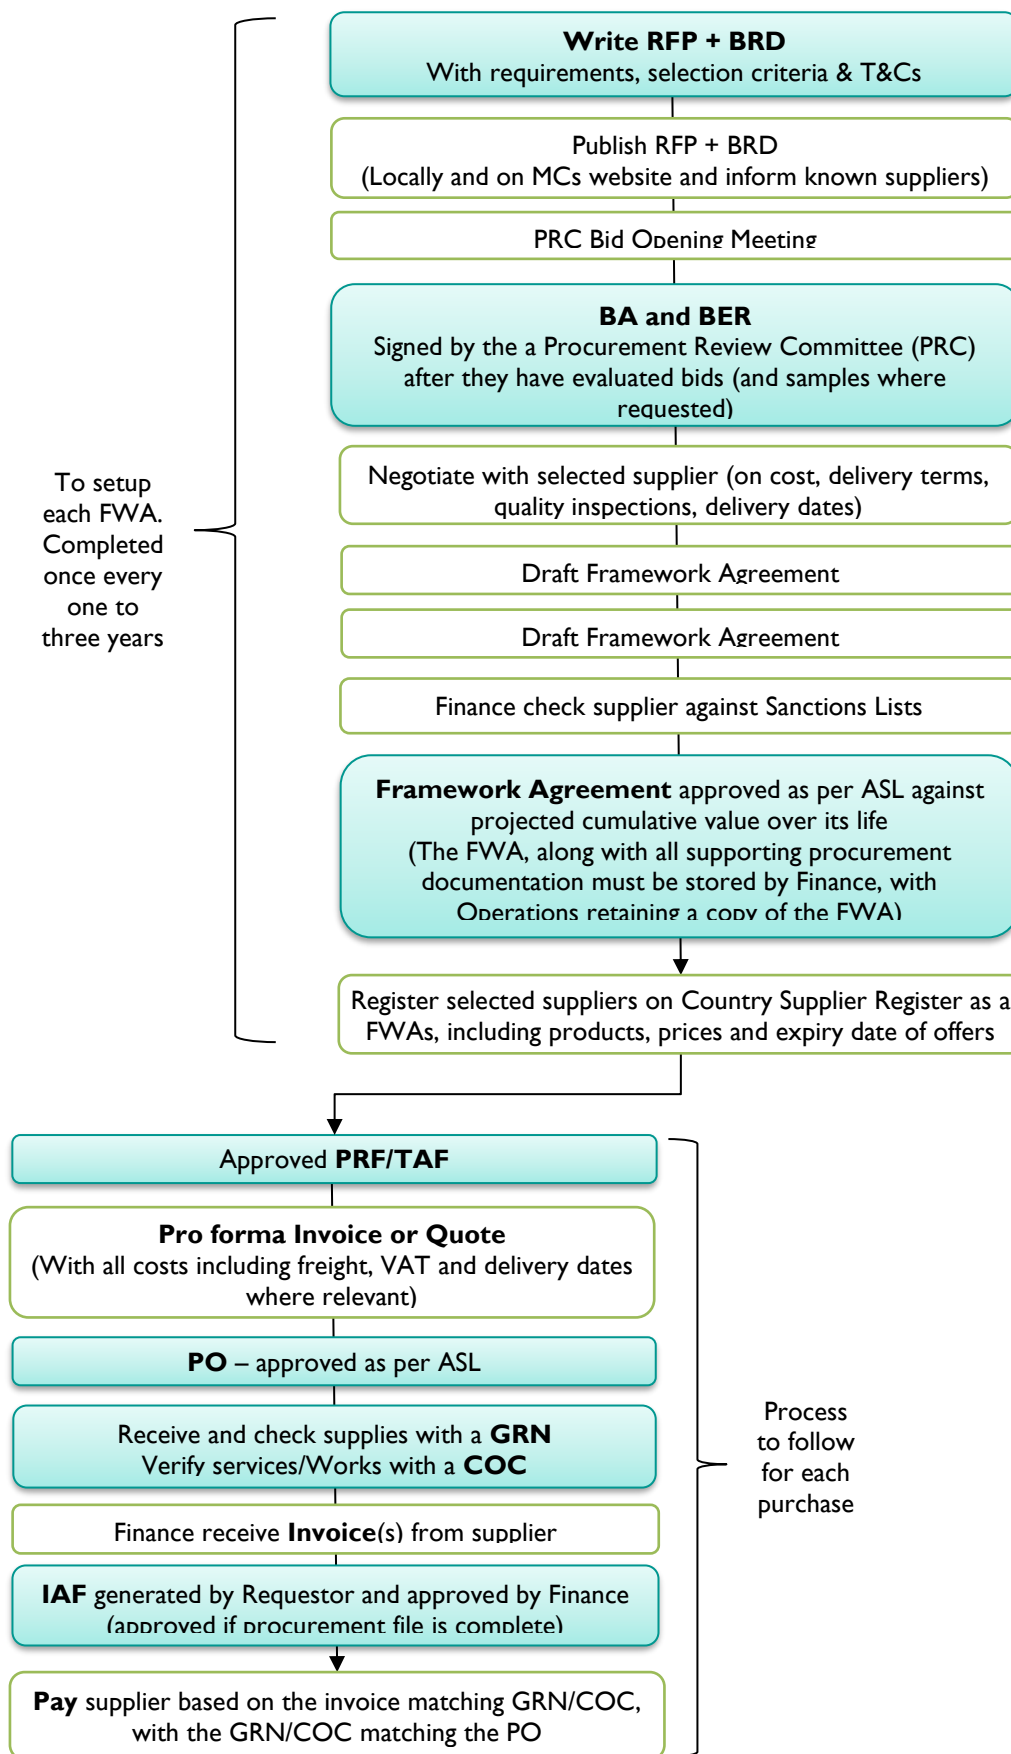 Write RFP + BRD
With requirements, selection criteria & T&Cs
Publish RFP + BRD
(Locally and on MCs website and inform known suppliers)
PRC Bid Opening Meeting
BA and BER
Signed by the a Procurement Review Committee (PRC)
after they have evaluated bids (and samples where
requested)
Negotiate with selected supplier (on cost, delivery terms,
quality inspections, delivery dates)
Draft Framework Agreement
Draft Framework Agreement
Finance check supplier against Sanctions Lists
Framework Agreement approved as per ASL against
projected cumulative value over its life
(The FWA, along with all supporting procurement
documentation must be stored by Finance, with
Operations retaining a copy of the FWA)
Register selected suppliers on Country Supplier Register as a
FWAs, including products, prices and expiry date of offers
To setup
each FWA.
Completed
once every
one to
three years
Approved PRF/TAF
Pro forma Invoice or Quote
(With all costs including freight, VAT and delivery dates
where relevant)
PO – approved as per ASL
Receive and check supplies with a GRN
Verify services/Works with a COC
Finance receive Invoice(s) from supplier
IAF generated by Requestor and approved by Finance
(approved if procurement file is complete)
Pay supplier based on the invoice matching GRN/COC,
with the GRN/COC matching the PO
Process
to follow
for each
purchase